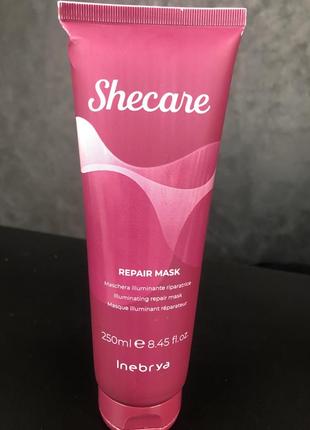 Shecare
REPAIR MASK
Maschera illuminante riparatrice
Illuminating repair mask
Masque illuminant réparateur
250ml ℮ 8.45 fl.oz.
Inebrya